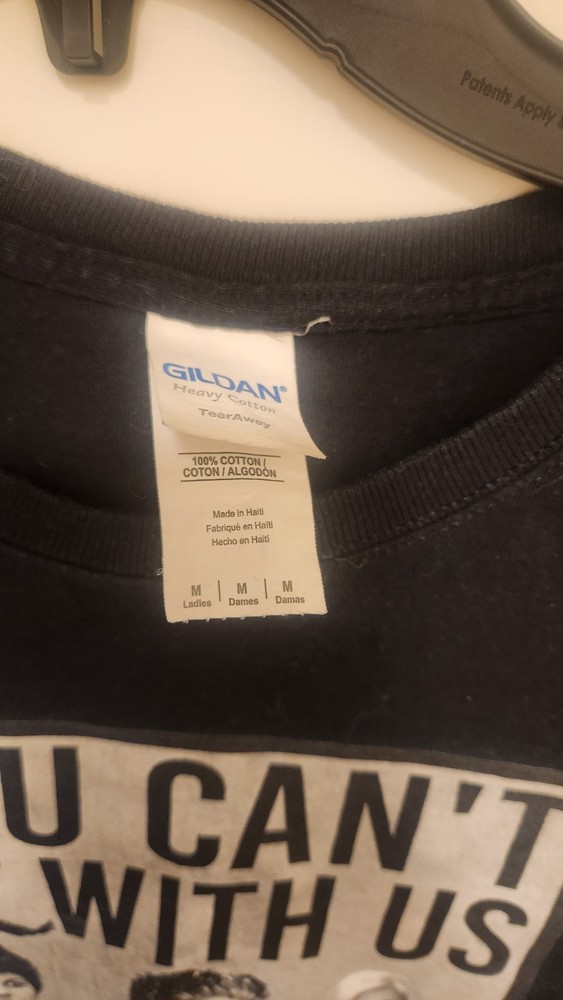 Patents Apply
GILDAN®
Heavy Cotton
TearAway
100% COTTON /
COTON / ALGODÓN
Made in Haiti
Fabriqué en Haïti
Hecho en Haití
M | M | M
Ladies | Dames | Damas
U CAN'T
WITH US